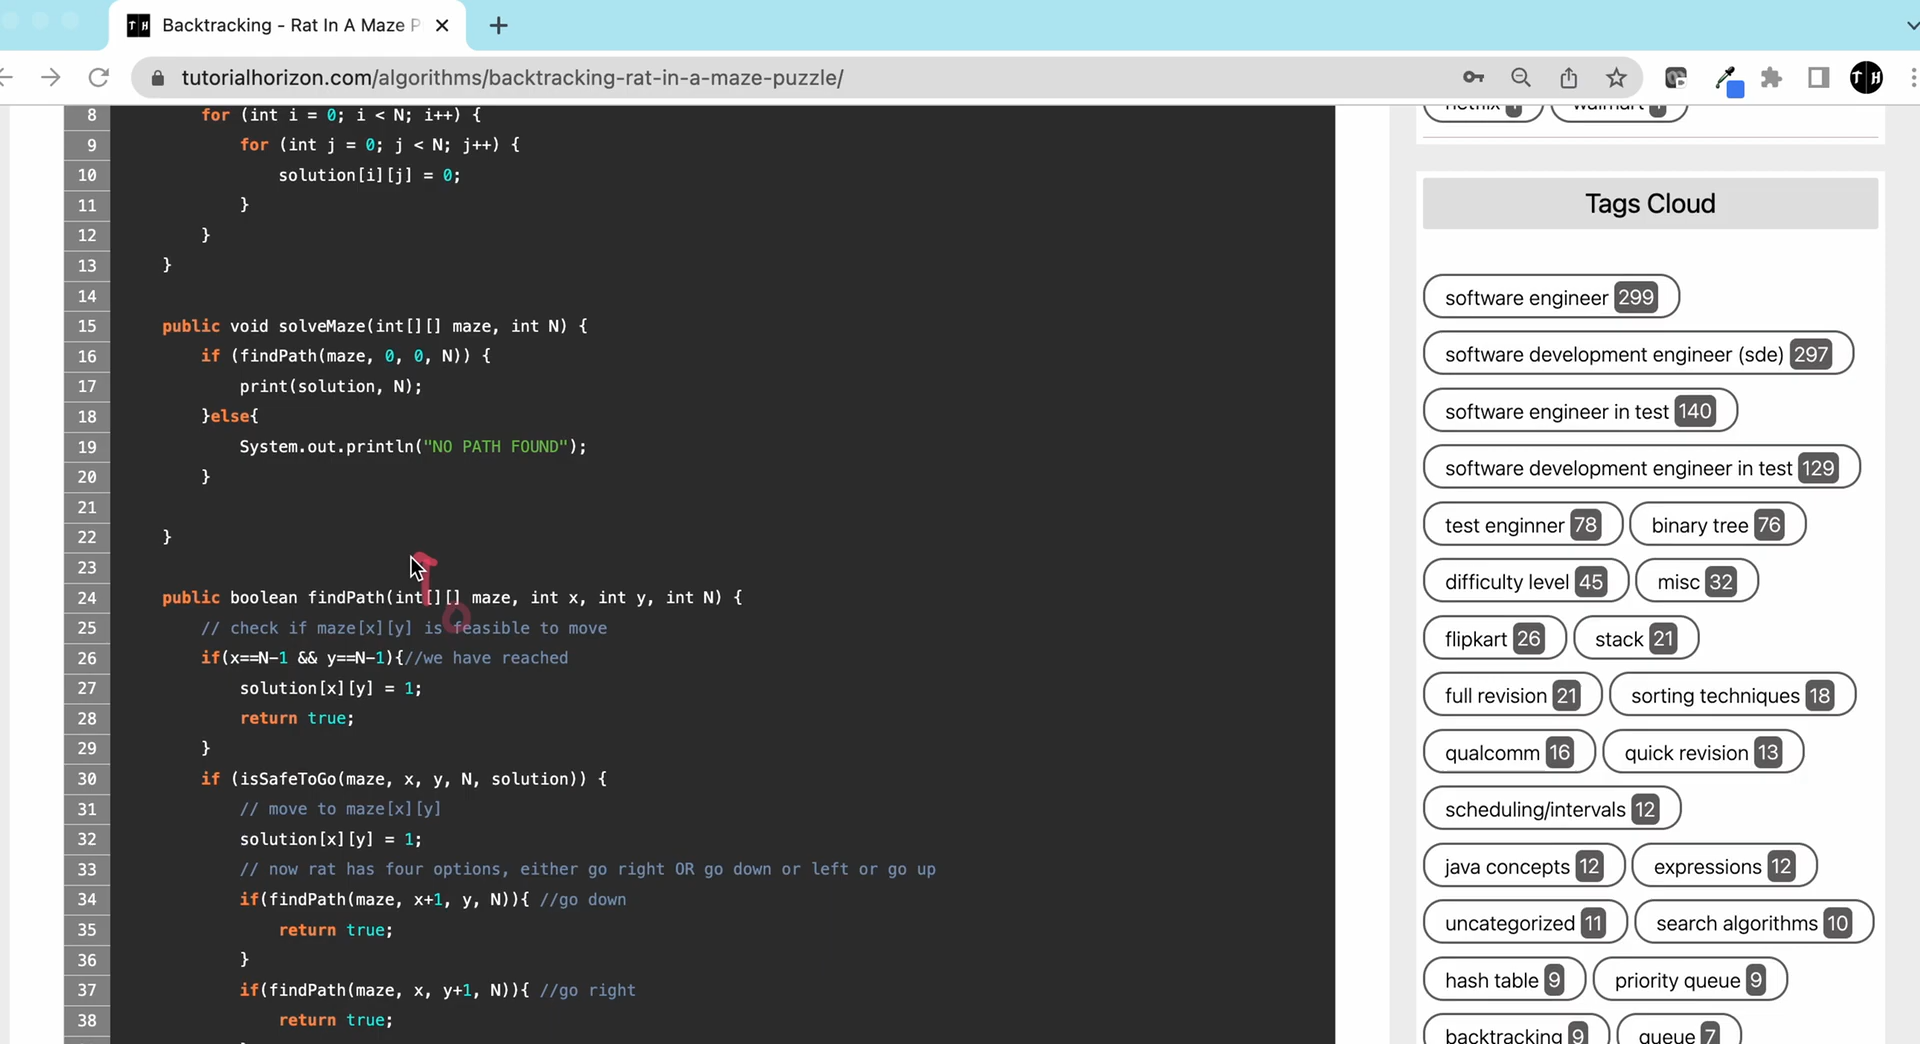 Backtracking - Rat In A Maze P
tutorialhorizon.com/algorithms/backtracking-rat-in-a-maze-puzzle/
TH
8 for (int i = 0; i < N; i++) {
9 for (int j = 0; j < N; j++) {
10 solution[i][j] = 0;
11 }
12 }
13 }
14
15 public void solveMaze(int[][] maze, int N) {
16 if (findPath(maze, 0, 0, N)) {
17 print(solution, N);
18 }else{
19 System.out.println("NO PATH FOUND");
20 }
21
22 }
23
24 public boolean findPath(int[][] maze, int x, int y, int N) {
25 // check if maze[x][y] is feasible to move
26 if(x==N-1 && y==N-1){//we have reached
27 solution[x][y] = 1;
28 return true;
29 }
30 if (isSafeToGo(maze, x, y, N, solution)) {
31 // move to maze[x][y]
32 solution[x][y] = 1;
33 // now rat has four options, either go right OR go down or left or go up
34 if(findPath(maze, x+1, y, N)){ //go down
35 return true;
36 }
37 if(findPath(maze, x, y+1, N)){ //go right
38 return true;
netflix walmart
Tags Cloud
software engineer 299
software development engineer (sde) 297
software engineer in test 140
software development engineer in test 129
test enginner 78 binary tree 76
difficulty level 45 misc 32
flipkart 26 stack 21
full revision 21 sorting techniques 18
qualcomm 16 quick revision 13
scheduling/intervals 12
java concepts 12 expressions 12
uncategorized 11 search algorithms 10
hash table 9 priority queue 9
backtracking 9 queue 7